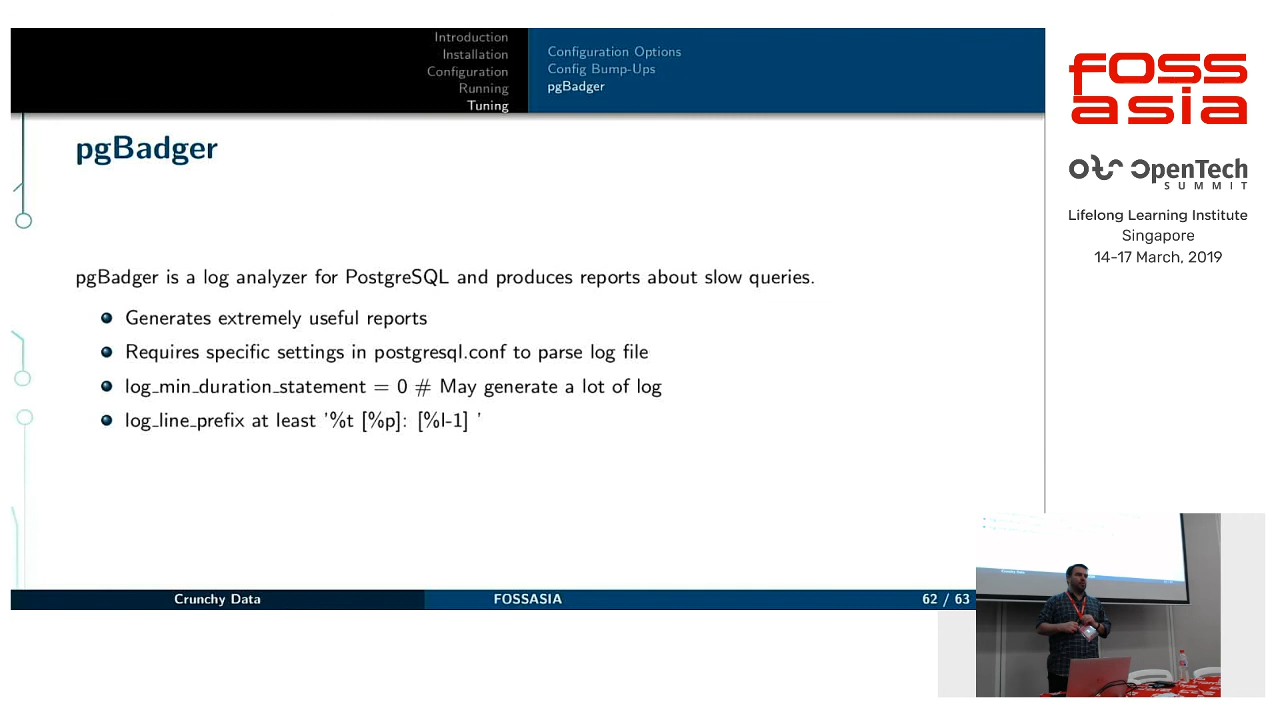 Introduction
Installation
Configuration
Running
Tuning
Configuration Options
Config Bump-Ups
pgBadger
pgBadger
pgBadger is a log analyzer for PostgreSQL and produces reports about slow queries.
Generates extremely useful reports
Requires specific settings in postgresql.conf to parse log file
log_min_duration_statement = 0 # May generate a lot of log
log_line_prefix at least '%t [%p]: [%l-1] '
Crunchy Data
FOSSASIA
62 / 63
FOSS
asia
OpenTech
SUMMIT
Lifelong Learning Institute
Singapore
14-17 March, 2019